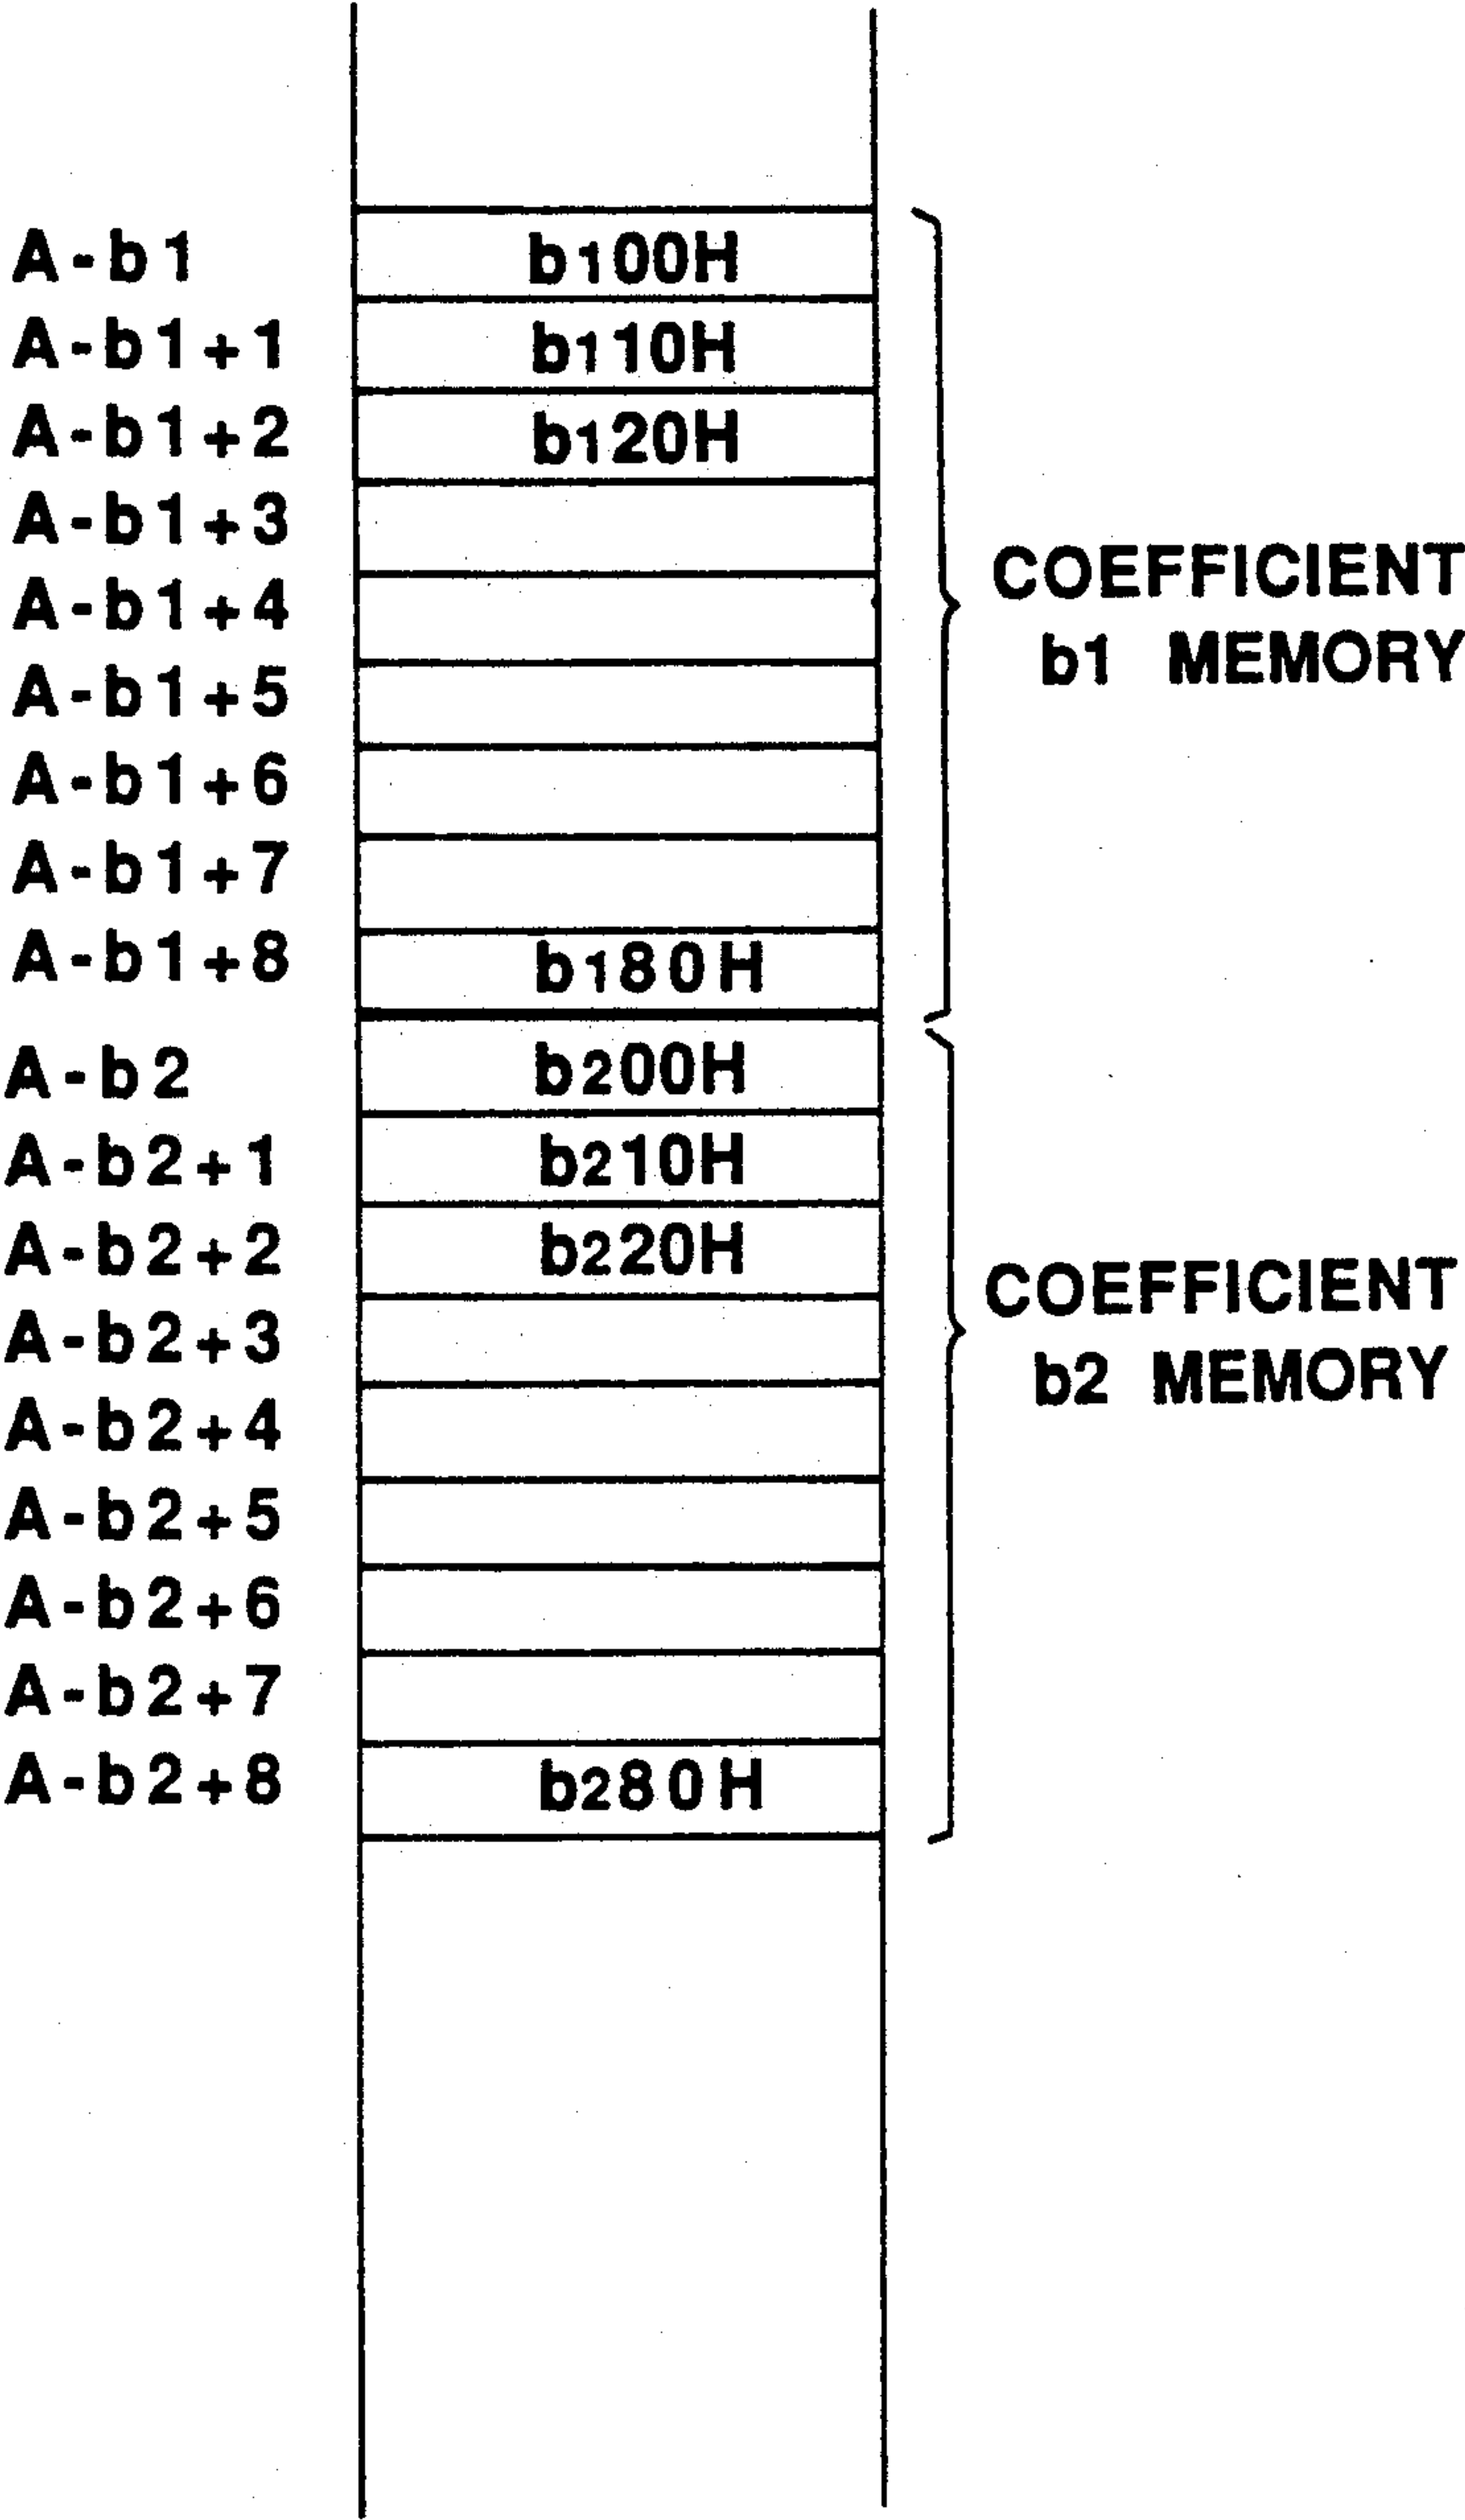 A-b1 b100H
A-b1+1 b110H
A-b1+2 b120H
A-b1+3
A-b1+4
COEFFICIENT
b1 MEMORY
A-b1+5
A-b1+6
A-b1+7
A-b1+8 b180H
A-b2 b200H
A-b2+1 b210H
A-b2+2 b220H
A-b2+3
COEFFICIENT
b2 MEMORY
A-b2+4
A-b2+5
A-b2+6
A-b2+7
A-b2+8 b280H